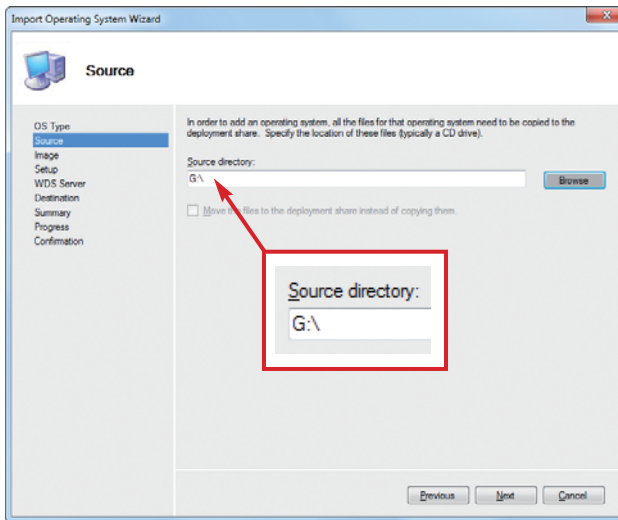 Import Operating System Wizard
Source
OS Type
Source
Image
Setup
WDS Server
Destination
Summary
Progress
Confirmation
In order to add an operating system, all the files for that operating system need to be copied to the
deployment share. Specify the location of these files (typically a CD drive).
Source directory:
G:\
Browse
Move the files to the deployment share instead of copying them.
Source directory:
G:\
Previous
Next
Cancel